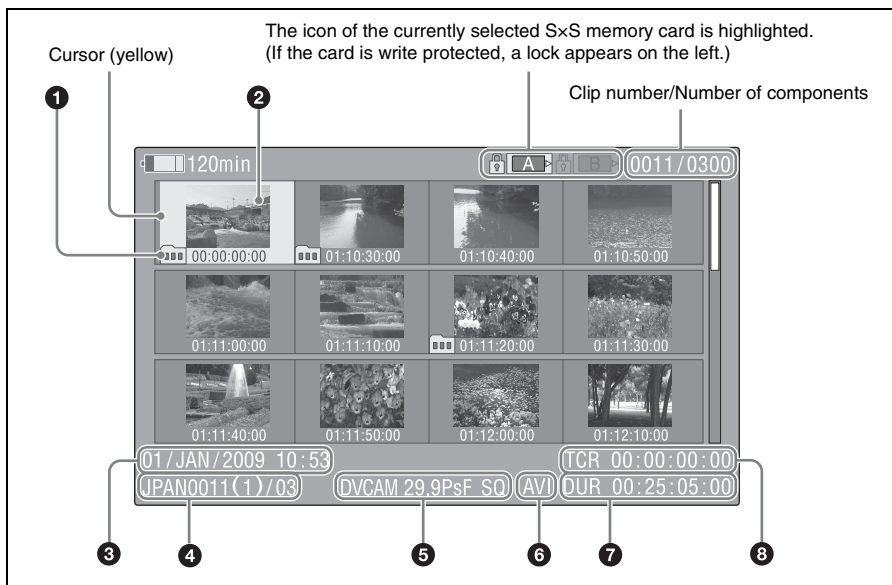 The icon of the currently selected S×S memory card is highlighted.
(If the card is write protected, a lock appears on the left.)
Cursor (yellow)
Clip number/Number of components
1
2
120min
A
B
0011/0300
00:00:00:00
01:10:30:00
01:10:40:00
01:10:50:00
01:11:00:00
01:11:10:00
01:11:20:00
01:11:30:00
01:11:40:00
01:11:50:00
01:12:00:00
01:12:10:00
01/JAN/2009 10:53
TCR 00:00:00:00
JPAN0011(1)/03
DVCAM 29.9PsF SQ
AVI
DUR 00:25:05:00
3
4
5
6
7
8